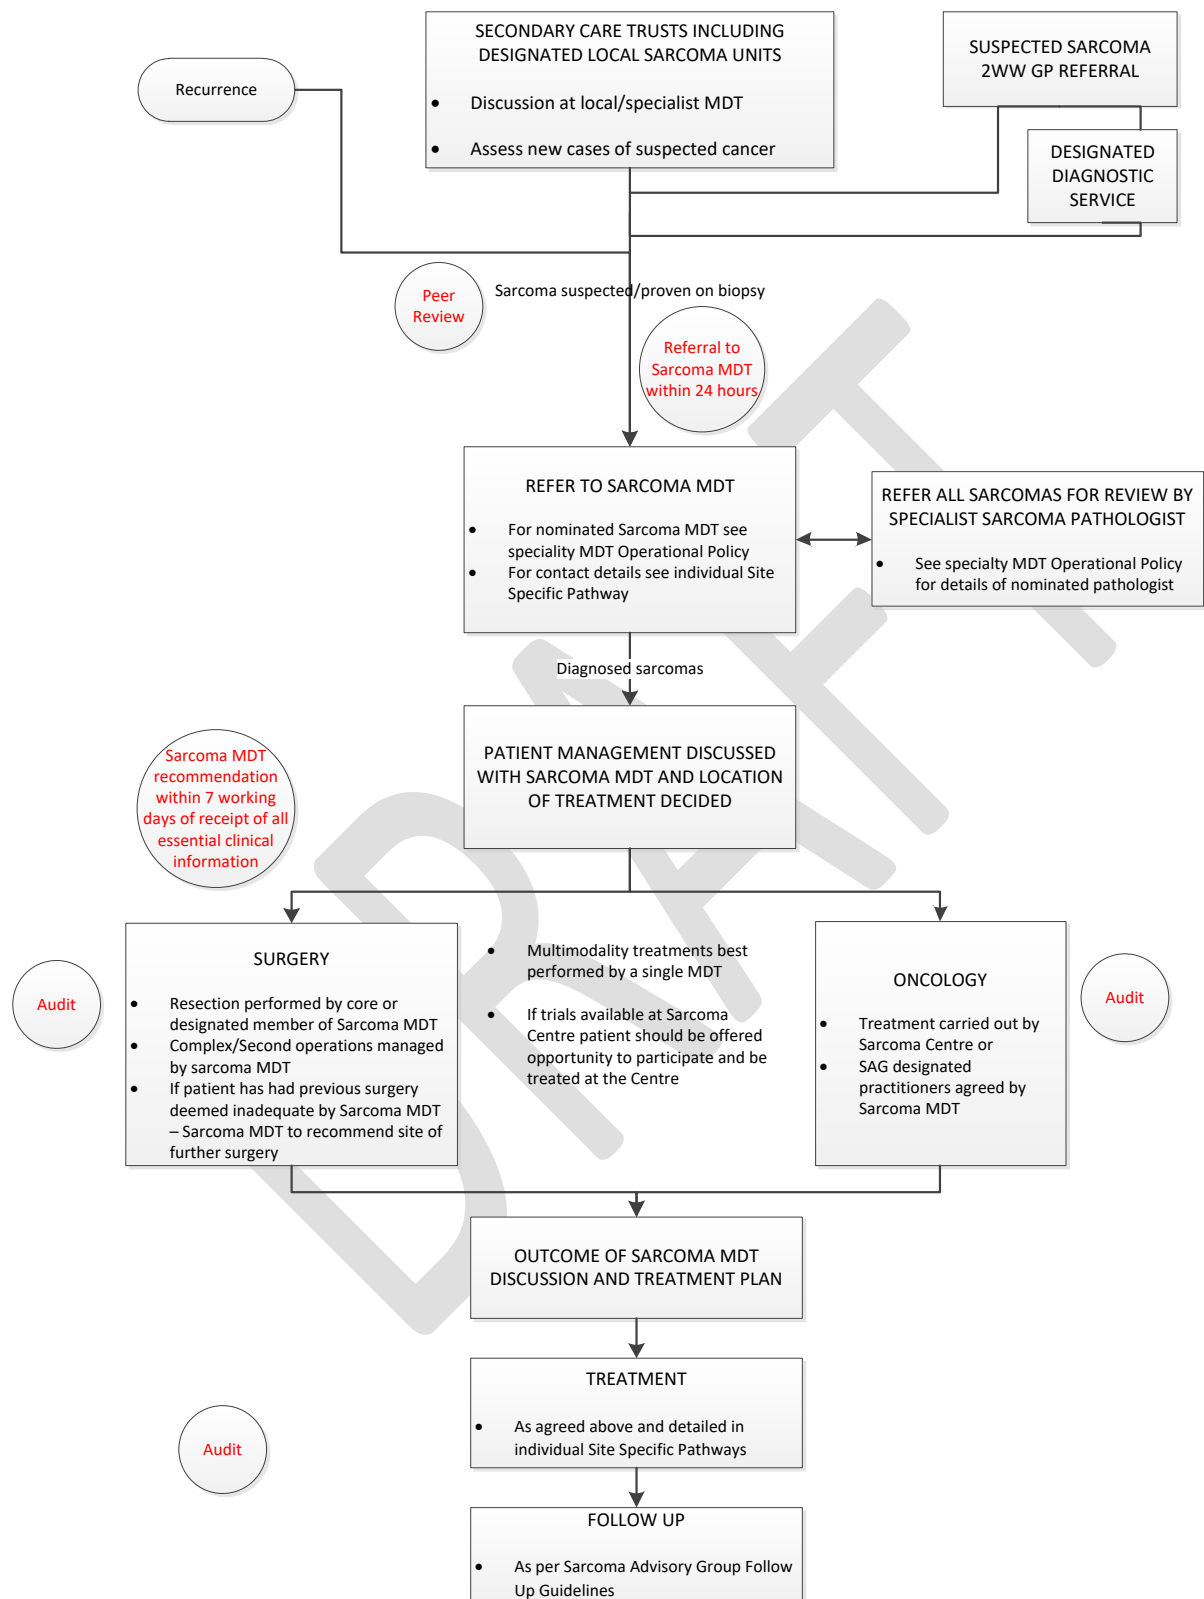 SECONDARY CARE TRUSTS INCLUDING
DESIGNATED LOCAL SARCOMA UNITS
• Discussion at local/specialist MDT
• Assess new cases of suspected cancer
SUSPECTED SARCOMA
2WW GP REFERRAL
Recurrence
DESIGNATED
DIAGNOSTIC
SERVICE
Peer
Review
Sarcoma suspected/proven on biopsy
Referral to
Sarcoma MDT
within 24 hours
REFER TO SARCOMA MDT
• For nominated Sarcoma MDT see
speciality MDT Operational Policy
• For contact details see individual Site
Specific Pathway
REFER ALL SARCOMAS FOR REVIEW BY
SPECIALIST SARCOMA PATHOLOGIST
• See specialty MDT Operational Policy
for details of nominated pathologist
Diagnosed sarcomas
PATIENT MANAGEMENT DISCUSSED
WITH SARCOMA MDT AND LOCATION
OF TREATMENT DECIDED
Sarcoma MDT
recommendation
within 7 working
days of receipt of all
essential clinical
information
Audit
SURGERY
• Resection performed by core or
designated member of Sarcoma MDT
• Complex/Second operations managed
by sarcoma MDT
• If patient has had previous surgery
deemed inadequate by Sarcoma MDT
– Sarcoma MDT to recommend site of
further surgery
• Multimodality treatments best
performed by a single MDT
• If trials available at Sarcoma
Centre patient should be offered
opportunity to participate and be
treated at the Centre
ONCOLOGY
• Treatment carried out by
Sarcoma Centre or
• SAG designated
practitioners agreed by
Sarcoma MDT
Audit
OUTCOME OF SARCOMA MDT
DISCUSSION AND TREATMENT PLAN
TREATMENT
• As agreed above and detailed in
individual Site Specific Pathways
Audit
FOLLOW UP
• As per Sarcoma Advisory Group Follow
Up Guidelines
DRAFT